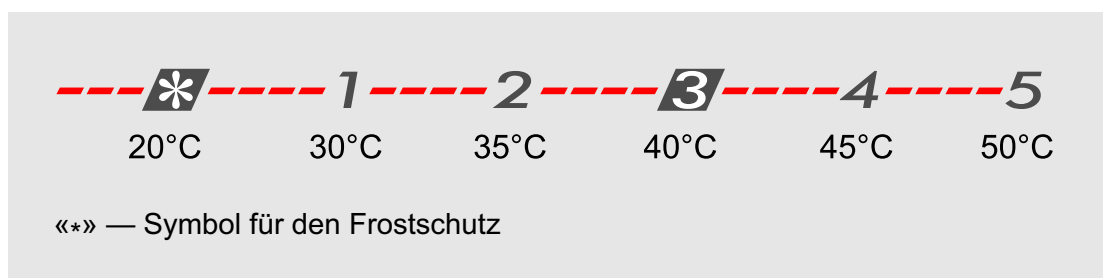 * 1 2 3 4 5
20°C 30°C 35°C 40°C 45°C 50°C
«*» — Symbol für den Frostschutz